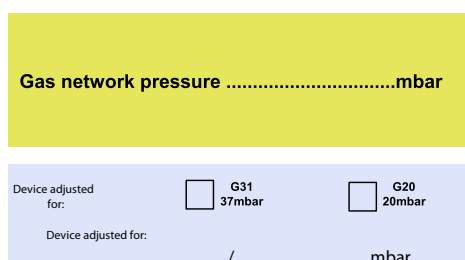 Gas network pressure ................................mbar
Device adjusted for:
G31
37mbar
G20
20mbar
Device adjusted for:
/ mbar